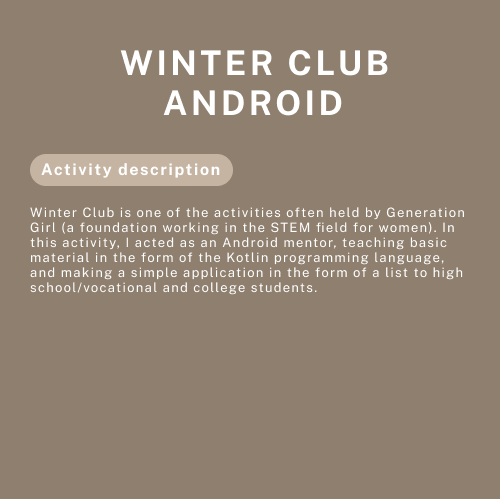 WINTER CLUB
ANDROID
Activity description
Winter Club is one of the activities often held by Generation
Girl (a foundation working in the STEM field for women). In
this activity, I acted as an Android mentor, teaching basic
material in the form of the Kotlin programming language,
and making a simple application in the form of a list to high
school/vocational and college students.